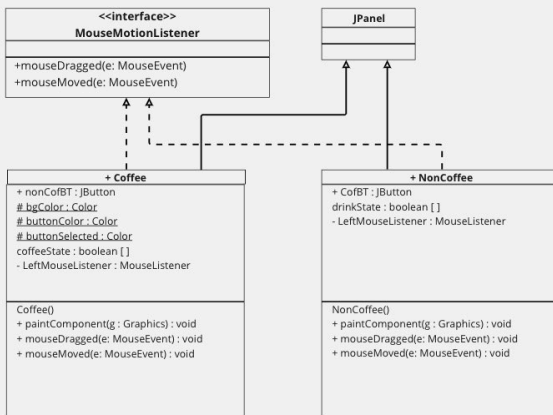 <<interface>>
MouseMotionListener
+mouseDragged(e: MouseEvent)
+mouseMoved(e: MouseEvent)
JPanel
+ Coffee
+ nonCofBT : JButton
# bgColor : Color
# buttonColor : Color
# buttonSelected : Color
coffeeState : boolean [ ]
- LeftMouseListener : MouseListener
Coffee()
+ paintComponent(g : Graphics) : void
+ mouseDragged(e: MouseEvent) : void
+ mouseMoved(e: MouseEvent) : void
+ NonCoffee
+ CofBT : JButton
drinkState : boolean [ ]
- LeftMouseListener : MouseListener
NonCoffee()
+ paintComponent(g : Graphics) : void
+ mouseDragged(e: MouseEvent) : void
+ mouseMoved(e: MouseEvent) : void